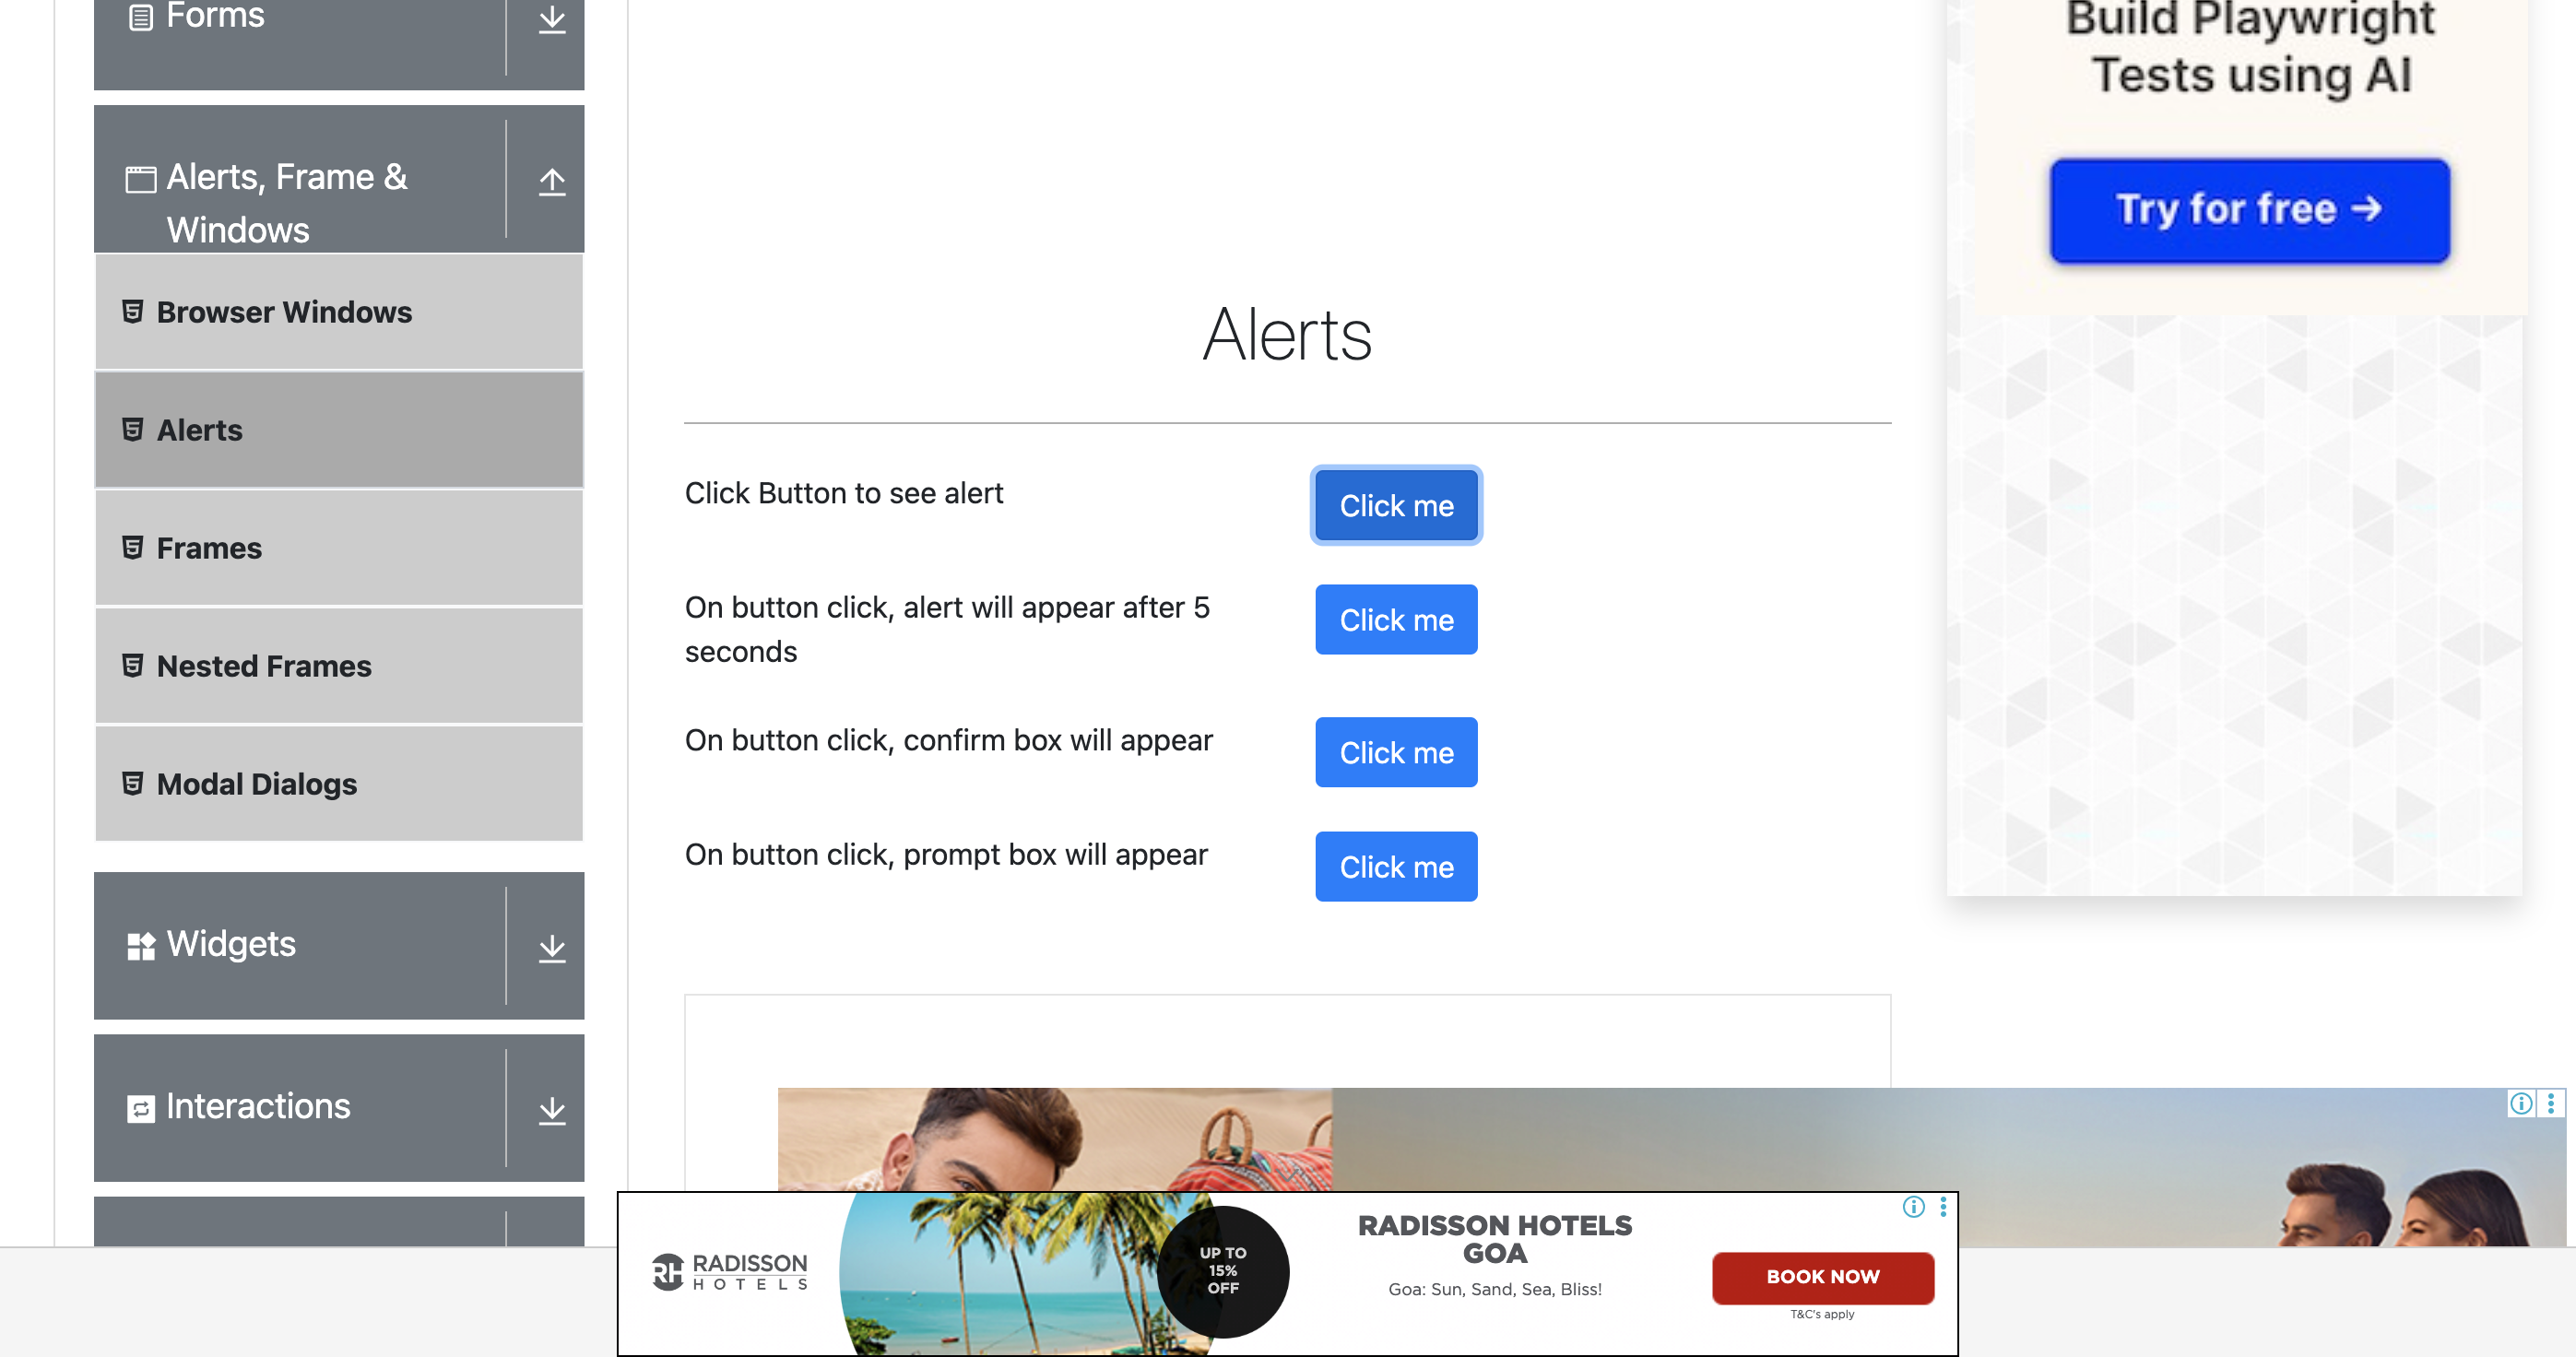 Forms
Alerts, Frame &
Windows
Browser Windows
Alerts
Frames
Nested Frames
Modal Dialogs
Widgets
Interactions
Alerts
Click Button to see alert
Click me
On button click, alert will appear after 5
seconds
Click me
On button click, confirm box will appear
Click me
On button click, prompt box will appear
Click me
Build Playwright
Tests using AI
Try for free →
RH RADISSON
HOTELS
UP TO
15%
OFF
RADISSON HOTELS
GOA
Goa: Sun, Sand, Sea, Bliss!
BOOK NOW
T&C's apply